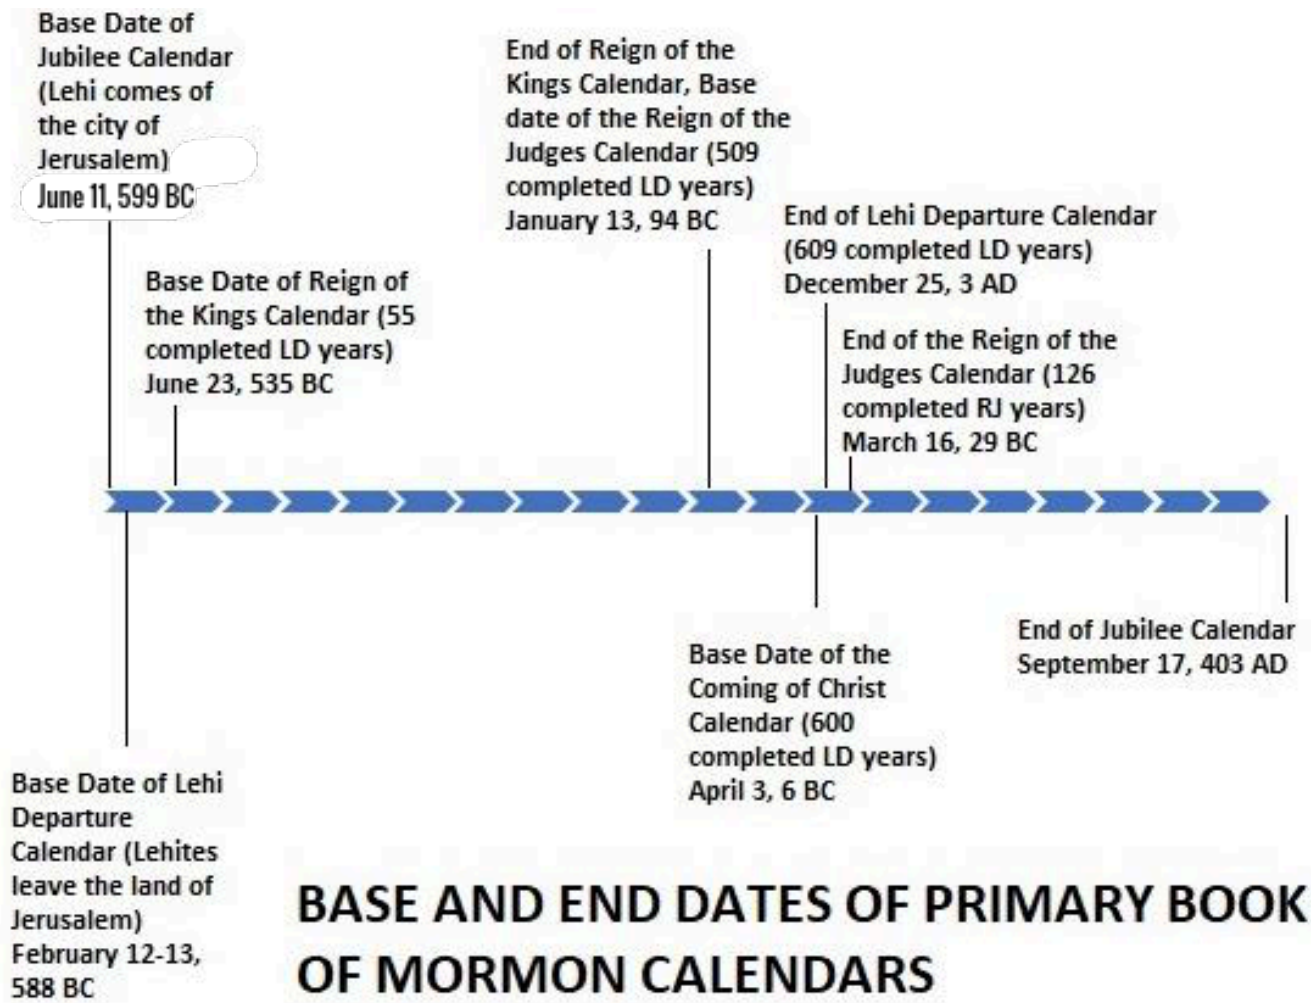 Base Date of
Jubilee Calendar
(Lehi comes of
the city of
Jerusalem)
June 11, 599 BC
End of Reign of the
Kings Calendar, Base
date of the Reign of the
Judges Calendar (509
completed LD years)
January 13, 94 BC
End of Lehi Departure Calendar
(609 completed LD years)
December 25, 3 AD
Base Date of Reign of
the Kings Calendar (55
completed LD years)
June 23, 535 BC
End of the Reign of the
Judges Calendar (126
completed RJ years)
March 16, 29 BC
End of Jubilee Calendar
September 17, 403 AD
Base Date of the
Coming of Christ
Calendar (600
completed LD years)
April 3, 6 BC
Base Date of Lehi
Departure
Calendar (Lehites
leave the land of
Jerusalem)
February 12-13,
588 BC
BASE AND END DATES OF PRIMARY BOOK
OF MORMON CALENDARS